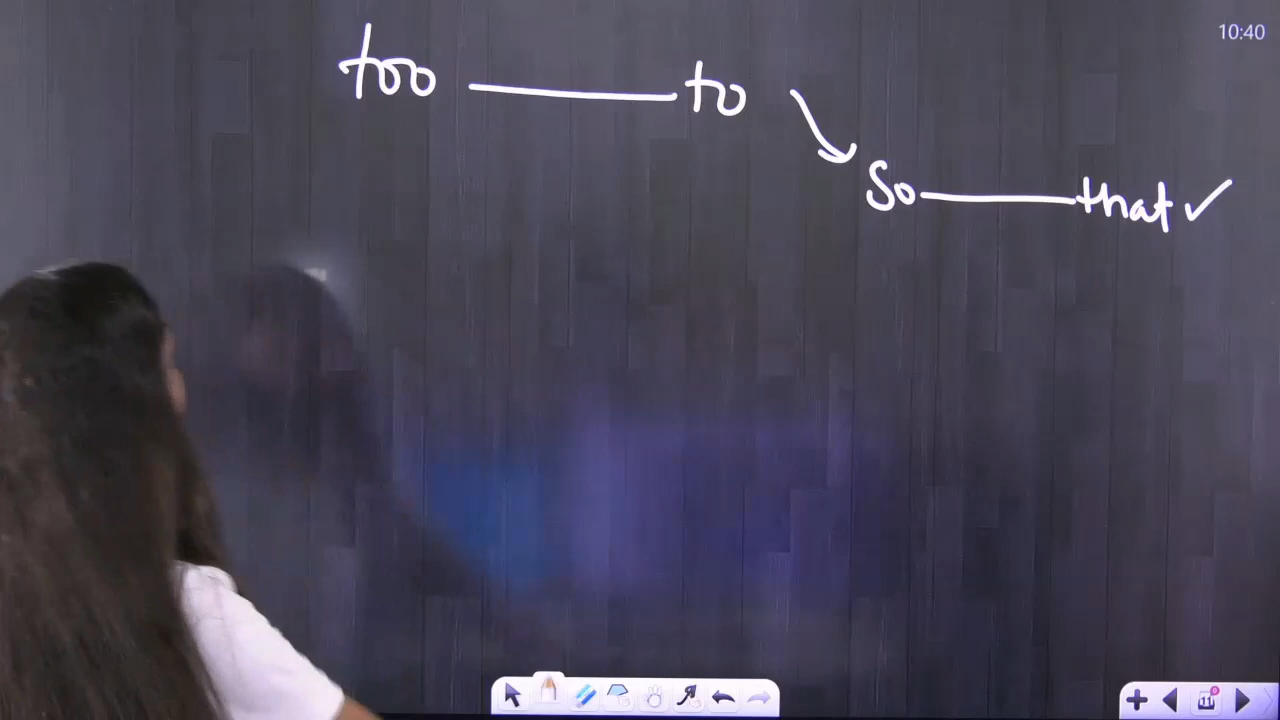 10:40
too ——— to
so ——— that ✓